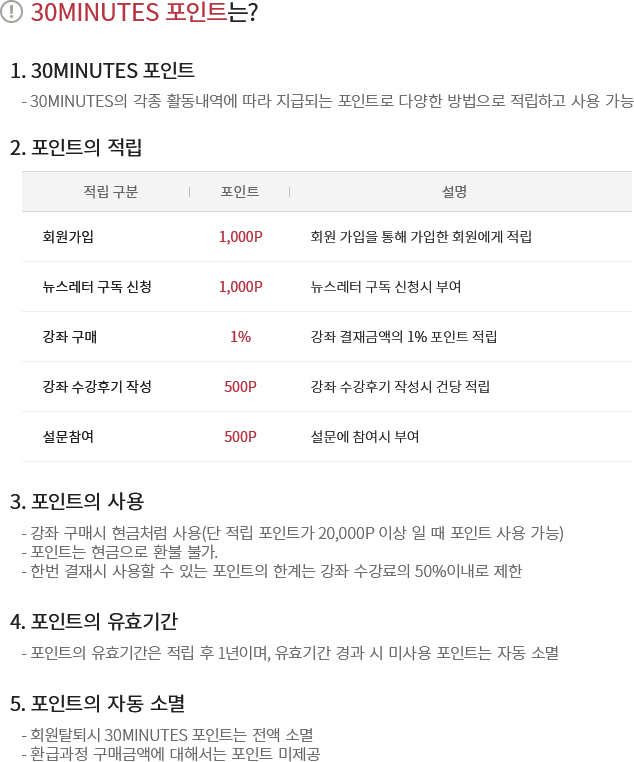 30MINUTES 포인트는?
1. 30MINUTES 포인트
- 30MINUTES의 각종 활동내역에 따라 지급되는 포인트로 다양한 방법으로 적립하고 사용 가능
2. 포인트의 적립
적립 구분 포인트 설명
회원가입 1,000P 회원 가입을 통해 가입한 회원에게 적립
뉴스레터 구독 신청 1,000P 뉴스레터 구독 신청시 부여
강좌 구매 1% 강좌 결재금액의 1% 포인트 적립
강좌 수강후기 작성 500P 강좌 수강후기 작성시 건당 적립
설문참여 500P 설문에 참여시 부여
3. 포인트의 사용
- 강좌 구매시 현금처럼 사용(단 적립 포인트가 20,000P 이상 일 때 포인트 사용 가능)
- 포인트는 현금으로 환불 불가.
- 한번 결재시 사용할 수 있는 포인트의 한계는 강좌 수강료의 50%이내로 제한
4. 포인트의 유효기간
- 포인트의 유효기간은 적립 후 1년이며, 유효기간 경과 시 미사용 포인트는 자동 소멸
5. 포인트의 자동 소멸
- 회원탈퇴시 30MINUTES 포인트는 전액 소멸
- 환급과정 구매금액에 대해서는 포인트 미제공